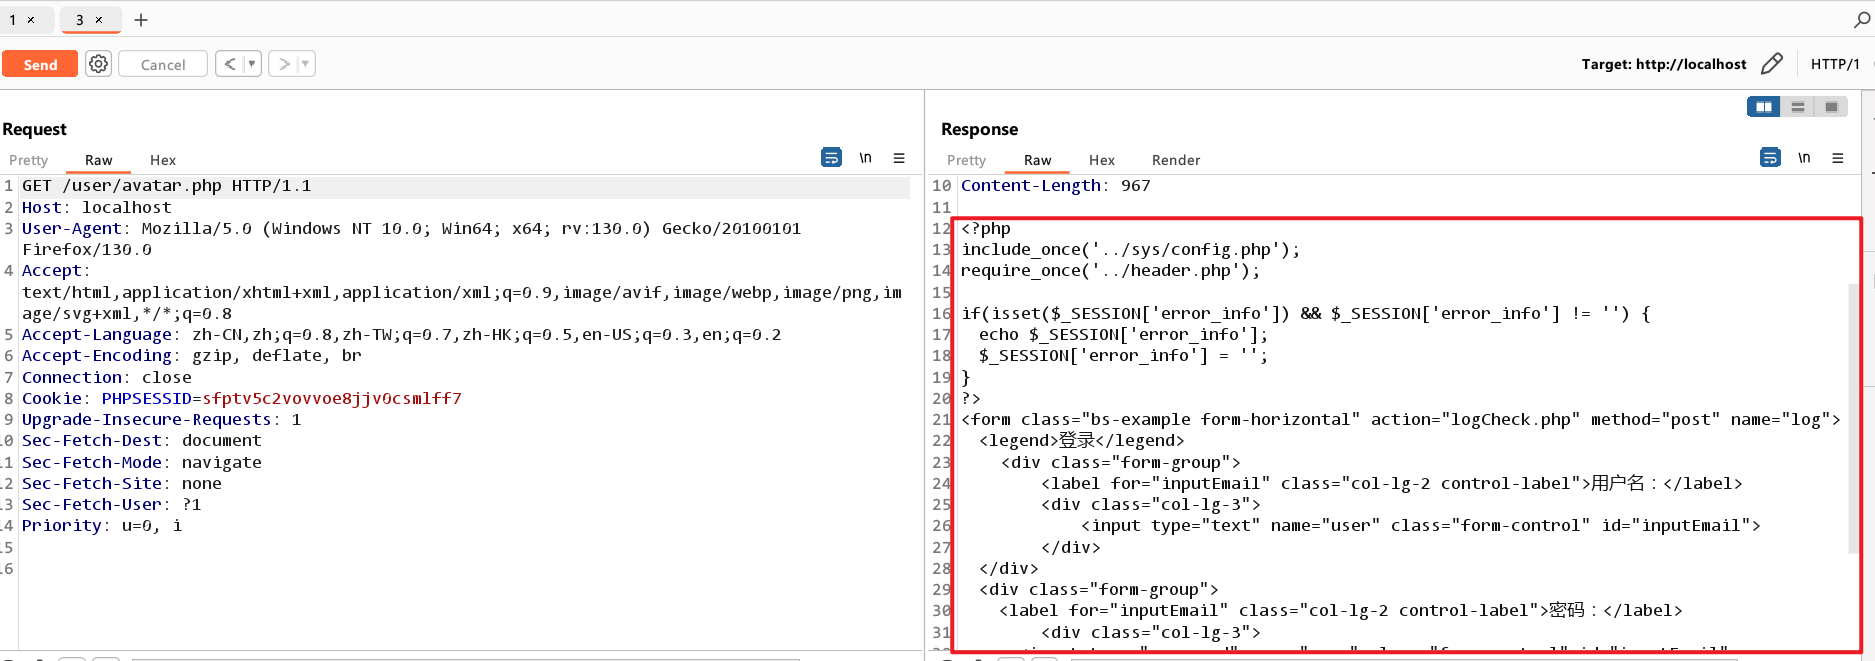 1 × 3 × +
Send Cancel < ▾ > ▾ Target: http://localhost HTTP/1
Request
Pretty Raw Hex \n
1 GET /user/avatar.php HTTP/1.1
2 Host: localhost
3 User-Agent: Mozilla/5.0 (Windows NT 10.0; Win64; x64; rv:130.0) Gecko/20100101
Firefox/130.0
4 Accept:
text/html,application/xhtml+xml,application/xml;q=0.9,image/avif,image/webp,image/png,im
age/svg+xml,*/*;q=0.8
5 Accept-Language: zh-CN,zh;q=0.8,zh-TW;q=0.7,zh-HK;q=0.5,en-US;q=0.3,en;q=0.2
6 Accept-Encoding: gzip, deflate, br
7 Connection: close
8 Cookie: PHPSESSID=sfptv5c2vovvoe8jjv0csmlff7
9 Upgrade-Insecure-Requests: 1
10 Sec-Fetch-Dest: document
11 Sec-Fetch-Mode: navigate
12 Sec-Fetch-Site: none
13 Sec-Fetch-User: ?1
14 Priority: u=0, i
15
16
Response
Pretty Raw Hex Render \n
10 Content-Length: 967
11
12 <?php
13 include_once('../sys/config.php');
14 require_once('../header.php');
15
16 if(isset($_SESSION['error_info']) && $_SESSION['error_info'] != '') {
17 echo $_SESSION['error_info'];
18 $_SESSION['error_info'] = '';
19 }
20 ?>
21 <form class="bs-example form-horizontal" action="logCheck.php" method="post" name="log">
22 <legend>登录</legend>
23 <div class="form-group">
24 <label for="inputEmail" class="col-lg-2 control-label">用户名：</label>
25 <div class="col-lg-3">
26 <input type="text" name="user" class="form-control" id="inputEmail">
27 </div>
28 </div>
29 <div class="form-group">
30 <label for="inputEmail" class="col-lg-2 control-label">密码：</label>
31 <div class="col-lg-3">